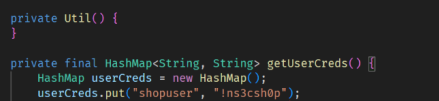 private Util() {
}
private final HashMap<String, String> getUserCreds() {
HashMap userCreds = new HashMap();
userCreds.put("shopuser", "!ns3csh0p");